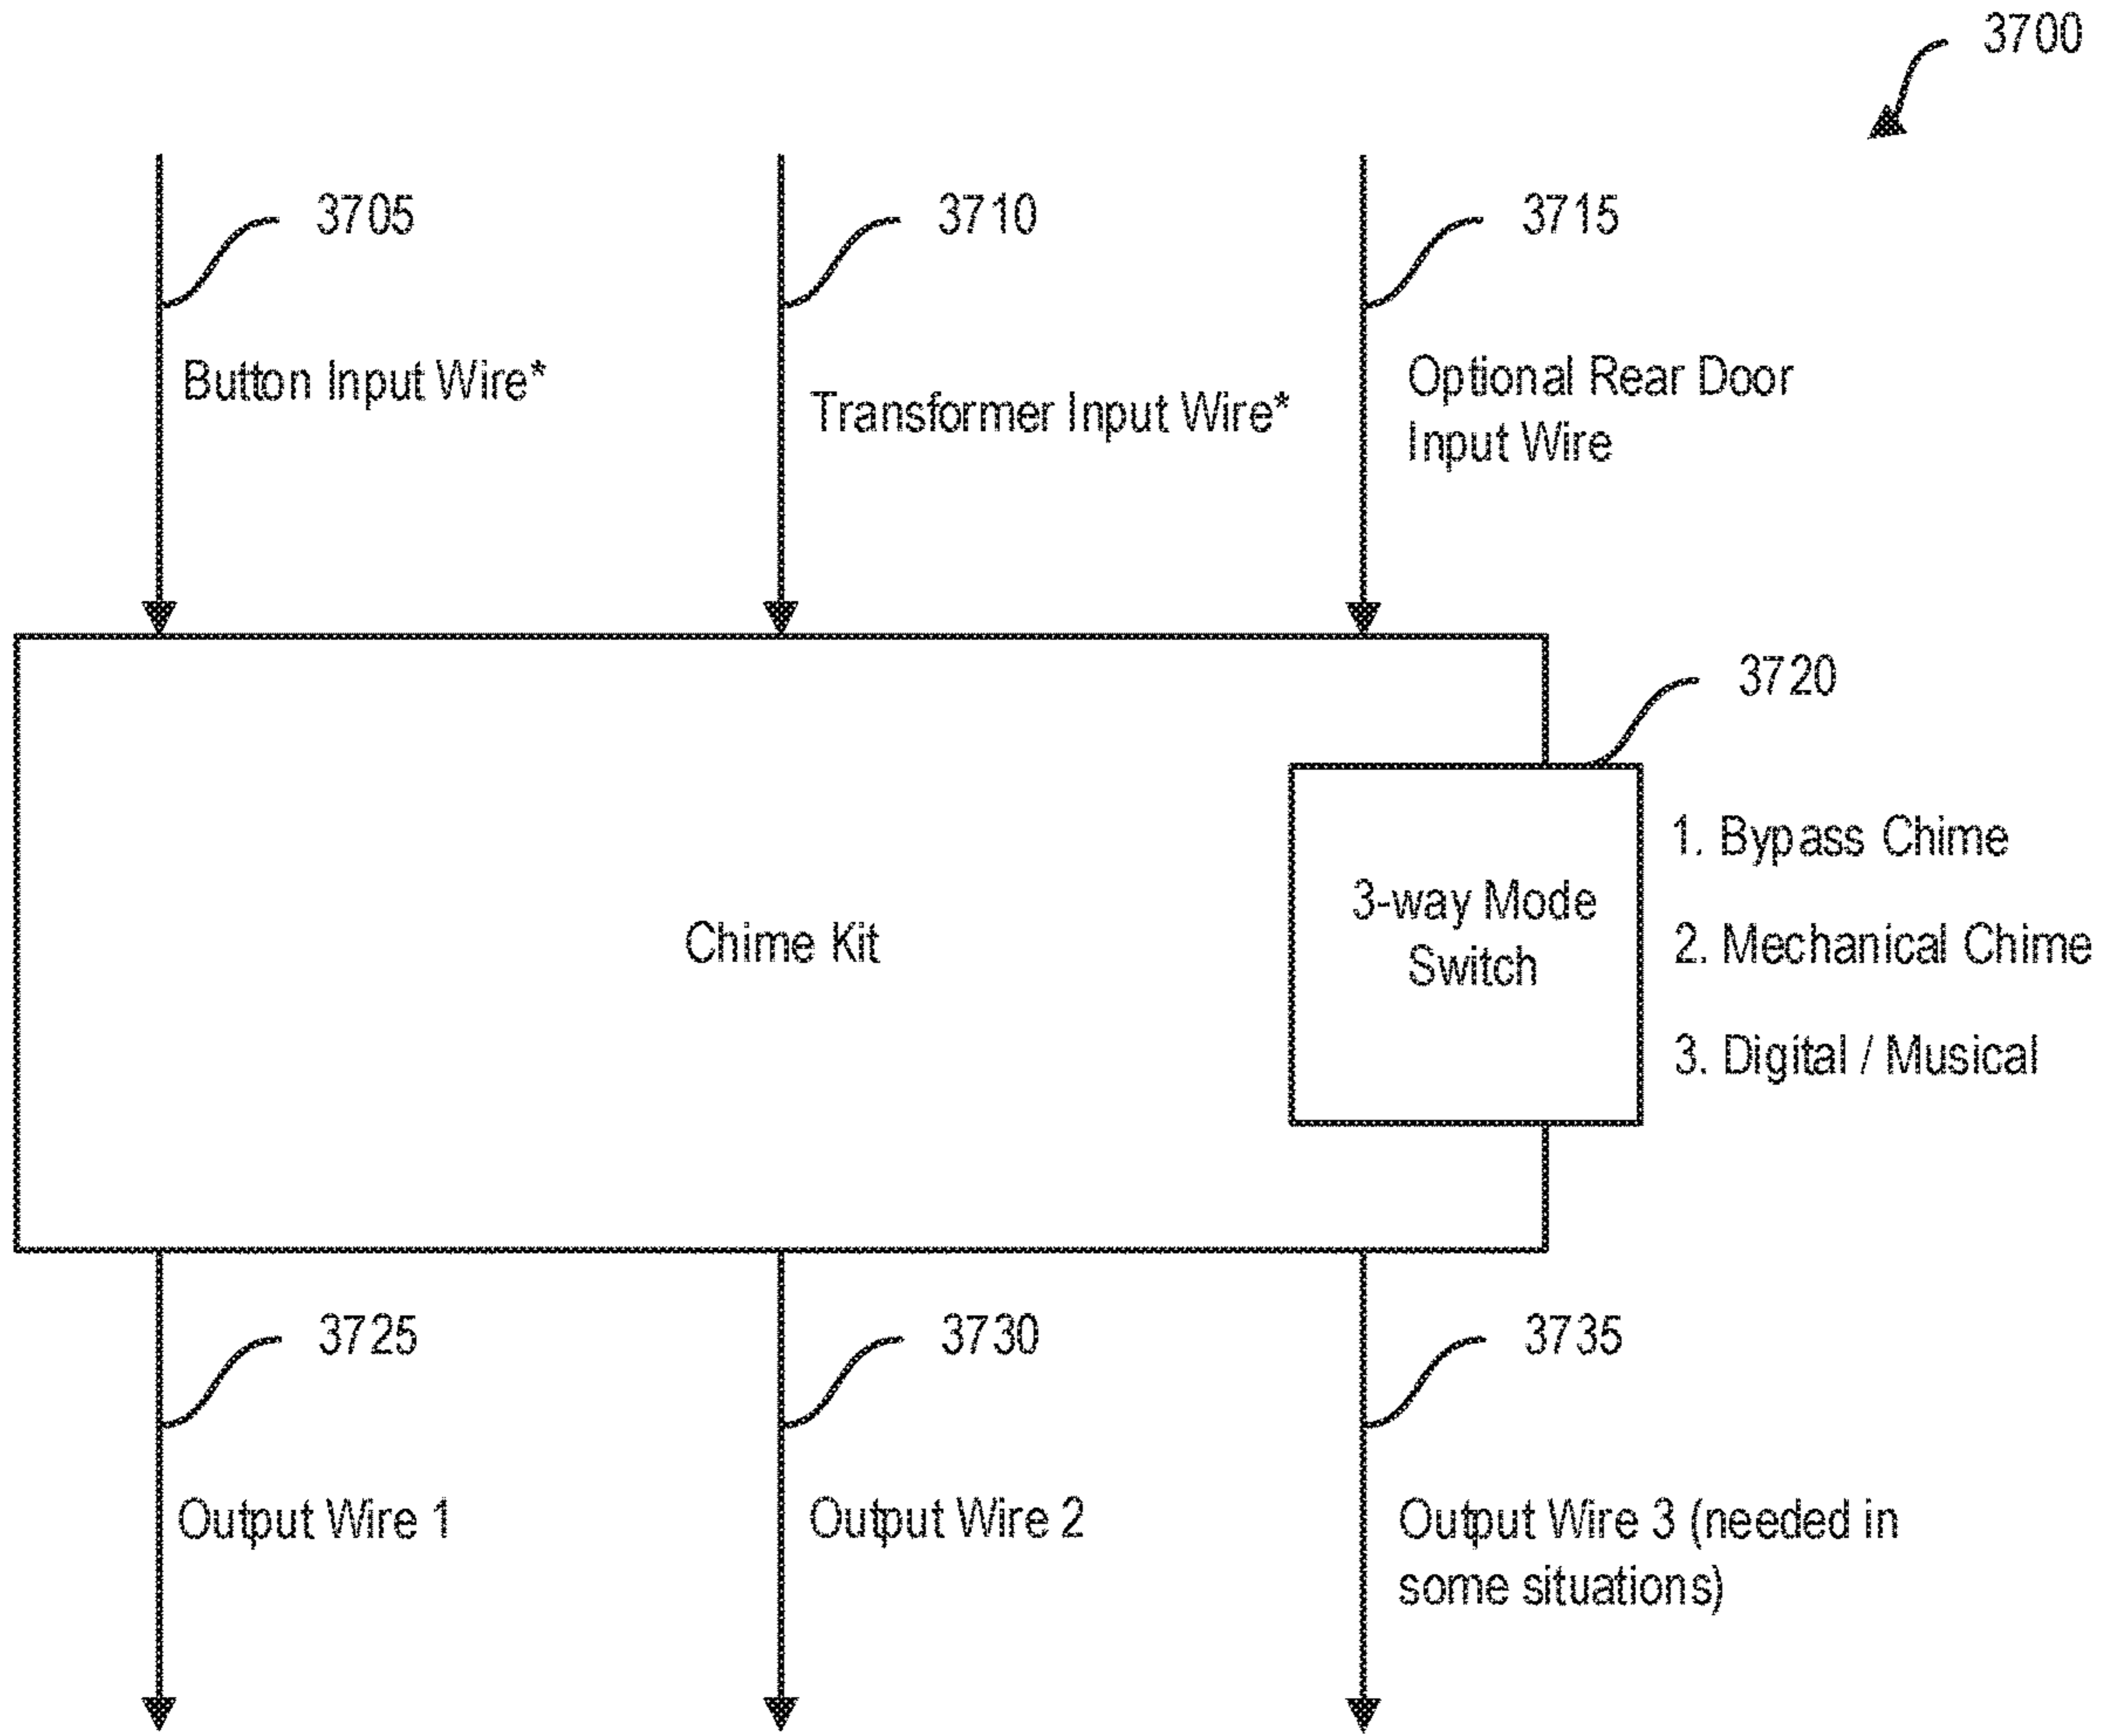 3700
3705
3710
3715
Button Input Wire*
Transformer Input Wire*
Optional Rear Door
Input Wire
3720
Chime Kit
3-way Mode
Switch
1. Bypass Chime
2. Mechanical Chime
3. Digital / Musical
3725
3730
3735
Output Wire 1
Output Wire 2
Output Wire 3 (needed in
some situations)